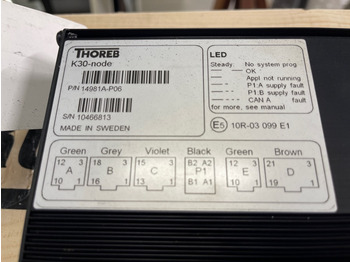 THOREB
K30-node
P/N 14981A-P06
S/N 10466813
MADE IN SWEDEN
LED
Steady: No system prog
OK
Appl not running
P1:A supply fault
P1:B supply fault
CAN A fault
for more, see manual
E5 10R-03 099 E1
Green Grey Violet Black Green Brown
12 3 18 3 15 3 B2 A2 12 3 21 3
A B C P1 E D
10 1 16 1 13 1 B1 A1 10 1 19 1